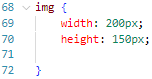 68 img {
69 width: 200px;
70 height: 150px;
71
72 }